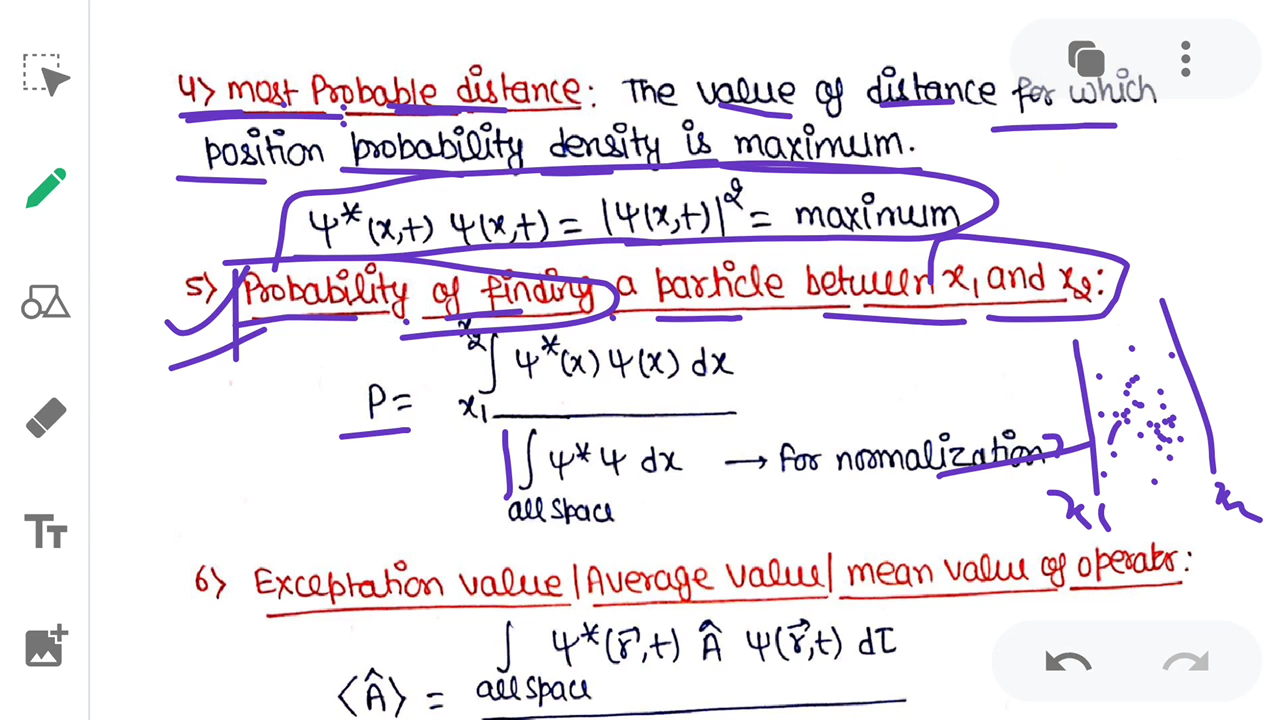 4> most Probable distance: The value of distance for which
position probability density is maximum.
Ψ*(x,t) Ψ(x,t) = |Ψ(x,t)|² = maximum
5> Probability of finding a particle between x₁ and x₂:
x₂
∫ Ψ*(x) Ψ(x) dx
P =
x₁
∫ Ψ* Ψ dx → for normalization
all space
x₁
6> Exceptation value/Average value/mean value of operator:
∫ Ψ*(r⃗,t) Â Ψ(r⃗,t) dτ
all space
⟨Â⟩ =
Tт